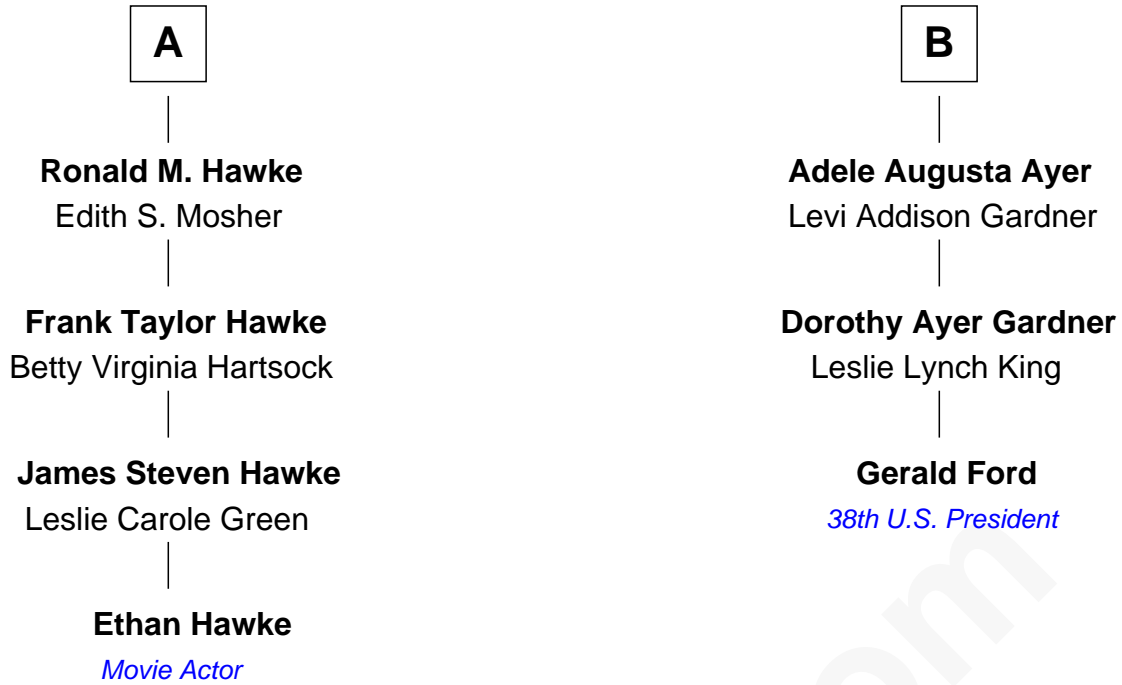 A
Ronald M. Hawke
Edith S. Mosher
Frank Taylor Hawke
Betty Virginia Hartsock
James Steven Hawke
Leslie Carole Green
Ethan Hawke
Movie Actor
B
Adele Augusta Ayer
Levi Addison Gardner
Dorothy Ayer Gardner
Leslie Lynch King
Gerald Ford
38th U.S. President
om